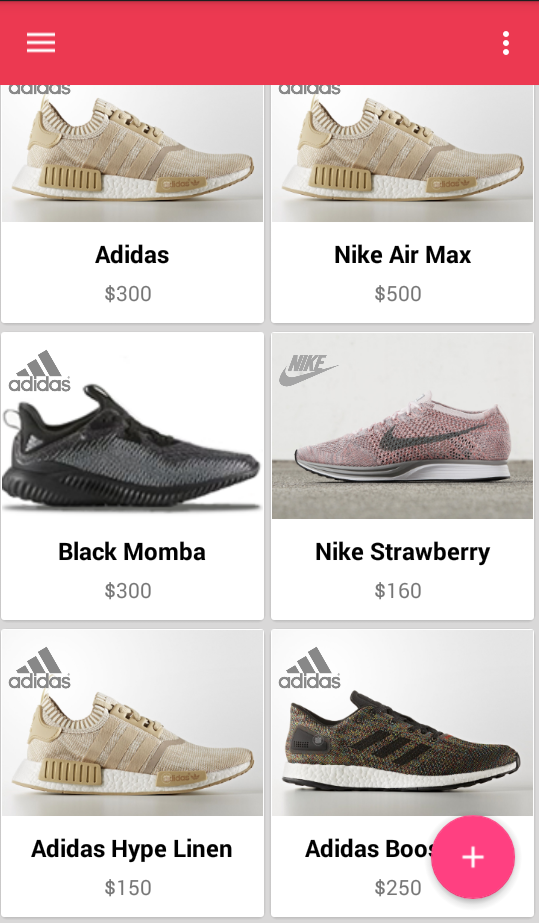 adidas
adidas
Adidas
Nike Air Max
$300
$500
adidas
NIKE
Black Momba
Nike Strawberry
$300
$160
adidas
adidas
Adidas Hype Linen
Adidas Boos
$150
$250